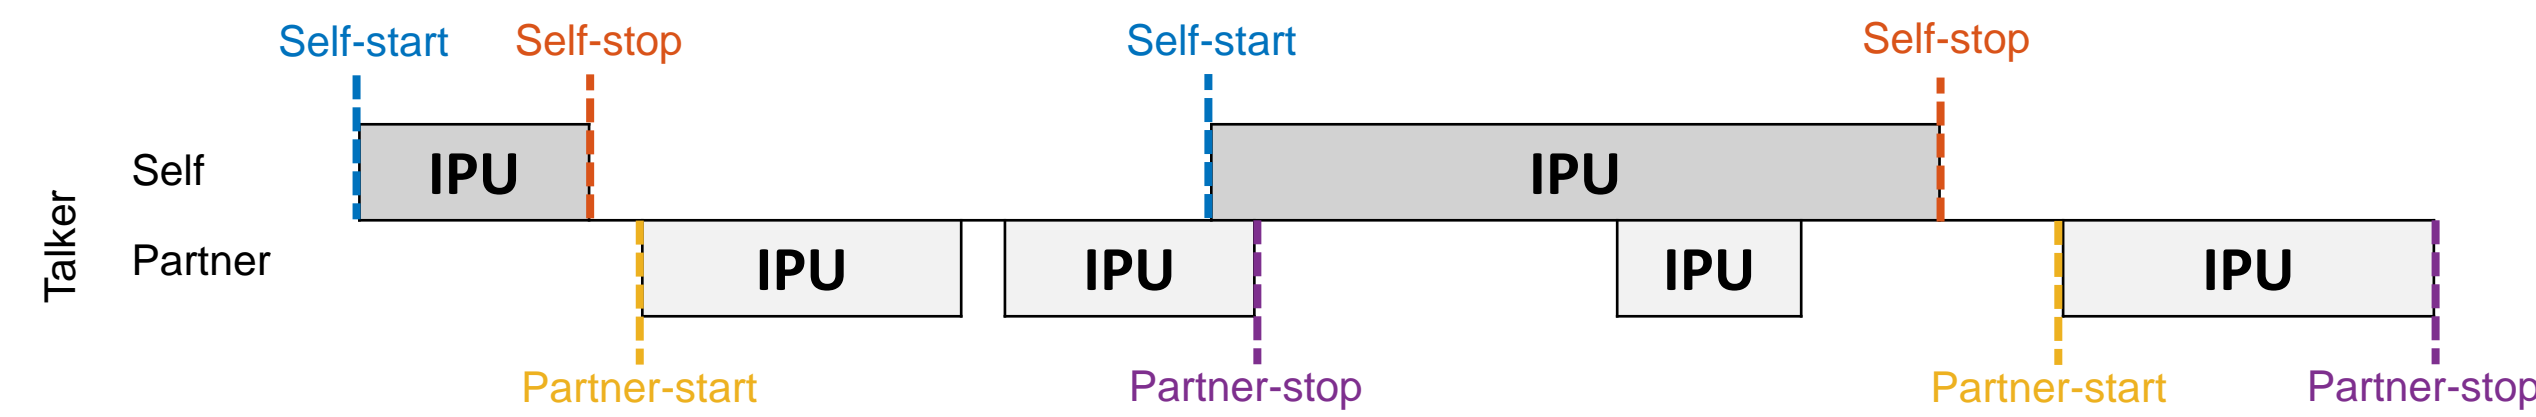 Self-start
Self-stop
Self-start
Self-stop
Talker
Self
IPU
IPU
Partner
IPU
IPU
IPU
IPU
Partner-start
Partner-stop
Partner-start
Partner-stop